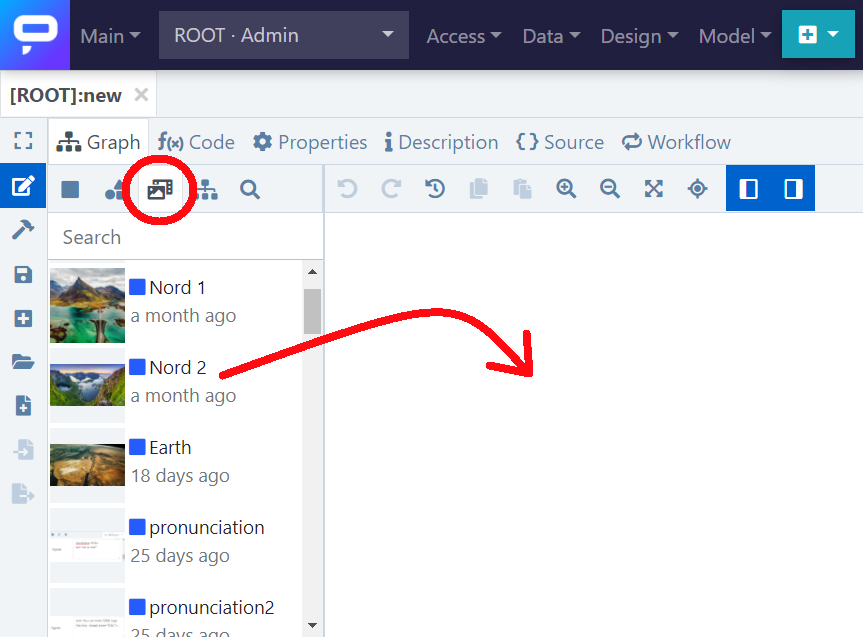 Main
ROOT · Admin
Access
Data
Design
Model
[ROOT]:new
Graph
f(x) Code
Properties
Description
{} Source
Workflow
Search
Nord 1
a month ago
Nord 2
a month ago
Earth
18 days ago
pronunciation
25 days ago
pronunciation2
25 days ago